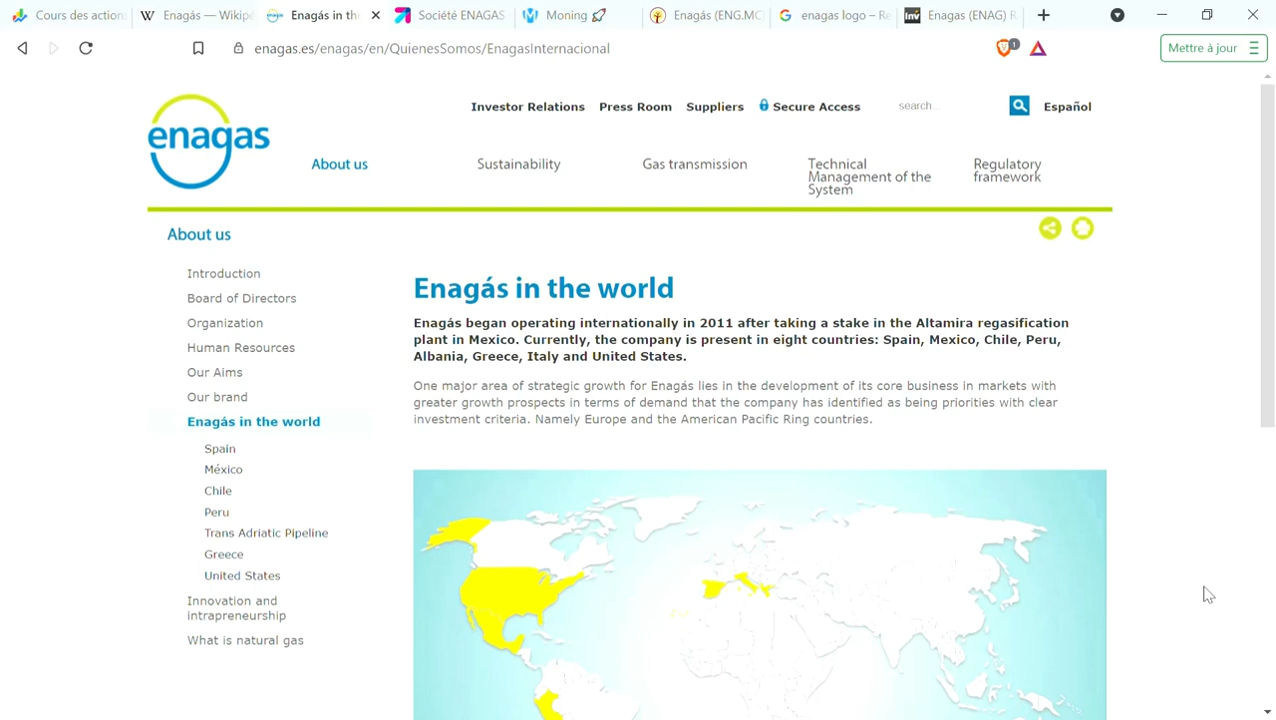 Cours des action
Enagás — Wikipé
Enagás in the
Société ENAGAS
Moning
Enagás (ENG.MC
enagas logo – Re
Enagas (ENAG) R
enagas.es/enagas/en/QuienesSomos/EnagasInternacional
1
Mettre à jour
enagas
Investor Relations
Press Room
Suppliers
Secure Access
search...
Español
About us
Sustainability
Gas transmission
Technical
Management of the
System
Regulatory
framework
About us
Introduction
Board of Directors
Organization
Human Resources
Our Aims
Our brand
Enagás in the world
Spain
México
Chile
Peru
Trans Adriatic Pipeline
Greece
United States
Innovation and
intrapreneurship
What is natural gas
Enagás in the world
Enagás began operating internationally in 2011 after taking a stake in the Altamira regasification
plant in Mexico. Currently, the company is present in eight countries: Spain, Mexico, Chile, Peru,
Albania, Greece, Italy and United States.
One major area of strategic growth for Enagás lies in the development of its core business in markets with
greater growth prospects in terms of demand that the company has identified as being priorities with clear
investment criteria. Namely Europe and the American Pacific Ring countries.